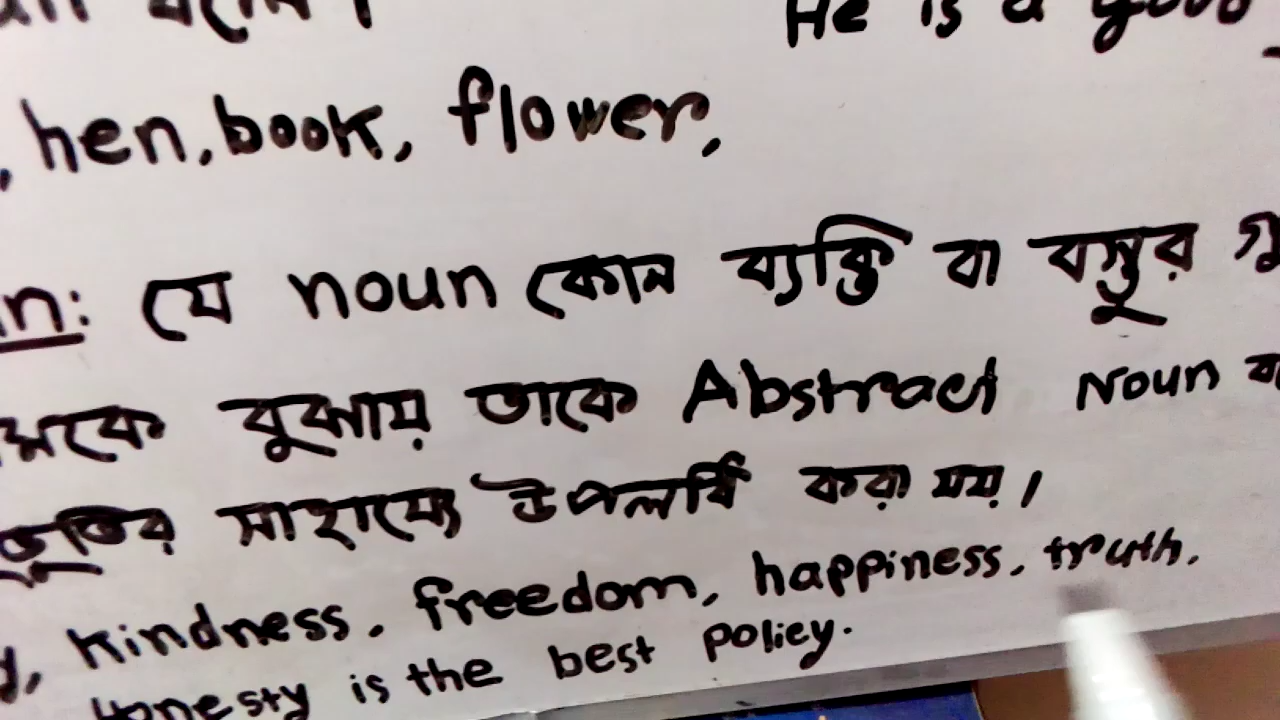 He is a good
, hen, book, flower,
n: যে noun কোন ব্যক্তি বা বস্তুর
বুঝায় তাকে Abstract Noun
সাহায্যে উপলব্ধি করা যায়।
y, kindness, freedom, happiness, truth.
Honesty is the best policy.